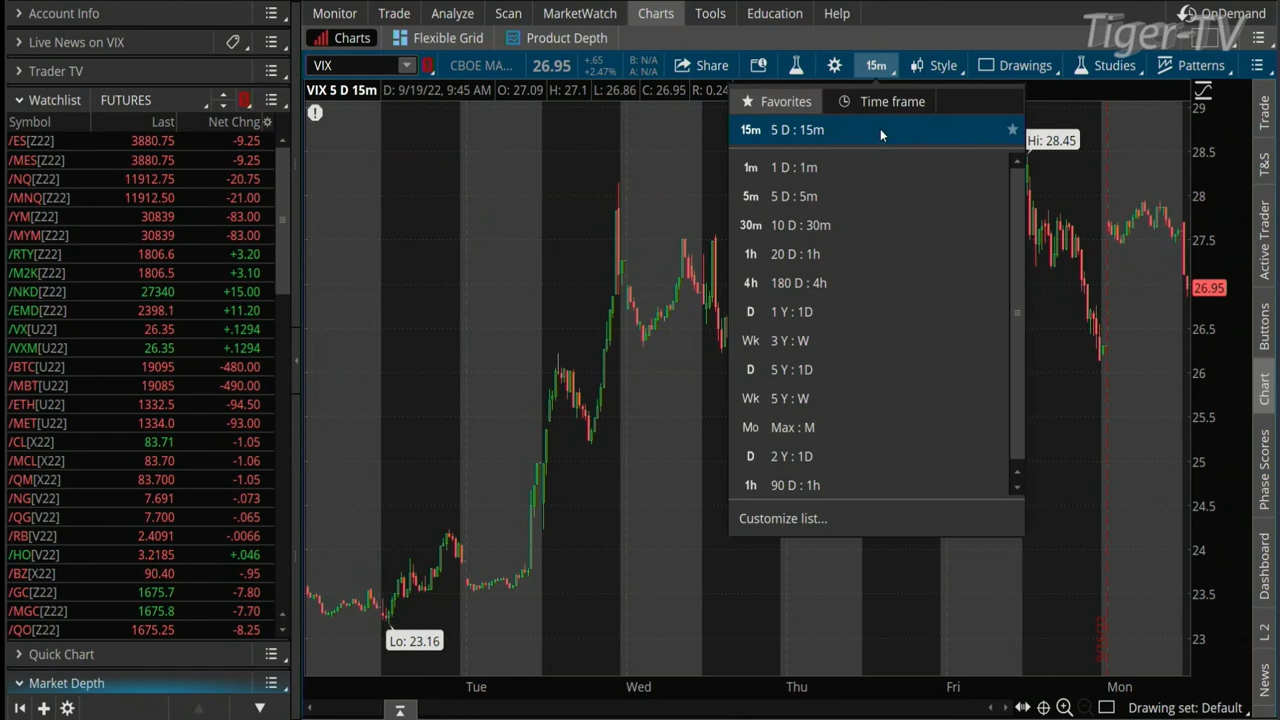 Account Info
Monitor Trade Analyze Scan MarketWatch Charts Tools Education Help
OnDemand
Tiger-TV
Live News on VIX
Charts Flexible Grid Product Depth
Trader TV
VIX CBOE MA... 26.95 +.65 +2.47% B: N/A A: N/A Share 15m Style Drawings Studies Patterns
Watchlist FUTURES
VIX 5 D 15m D: 9/19/22, 9:45 AM O: 27.09 H: 27.1 L: 26.86 C: 26.95 R: 0.24
Symbol Last Net Chng
/ES[Z22] 3880.75 -9.25
/MES[Z22] 3880.75 -9.25
/NQ[Z22] 11912.75 -20.75
/MNQ[Z22] 11912.50 -21.00
/YM[Z22] 30839 -83.00
/MYM[Z22] 30839 -83.00
/RTY[Z22] 1806.6 +3.20
/M2K[Z22] 1806.5 +3.10
/NKD[Z22] 27340 +15.00
/EMD[Z22] 2398.1 +11.20
/VX[U22] 26.35 +.1294
/VXM[U22] 26.35 +.1294
/BTC[U22] 19095 -480.00
/MBT[U22] 19085 -490.00
/ETH[U22] 1332.5 -94.50
/MET[U22] 1334.0 -93.00
/CL[X22] 83.71 -1.05
/MCL[X22] 83.70 -1.06
/QM[X22] 83.700 -1.05
/NG[V22] 7.691 -.073
/QG[V22] 7.700 -.065
/RB[V22] 2.4091 -.0066
/HO[V22] 3.2185 +.046
/BZ[X22] 90.40 -.95
/GC[Z22] 1675.7 -7.80
/MGC[Z22] 1675.8 -7.70
/QO[Z22] 1675.25 -8.25
Quick Chart
Market Depth
Favorites Time frame
15m 5 D : 15m
1m 1 D : 1m
5m 5 D : 5m
30m 10 D : 30m
1h 20 D : 1h
4h 180 D : 4h
D 1 Y : 1D
Wk 3 Y : W
D 5 Y : 1D
Wk 5 Y : W
Mo Max : M
D 2 Y : 1D
1h 90 D : 1h
Customize list...
Hi: 28.45
Lo: 23.16
29
28.5
28
27.5
26.95
26.5
26
25.5
25
24.5
24
23.5
23
Tue Wed Thu Fri Mon
Drawing set: Default
Trade
T&S
Active Trader
Buttons
Chart
Phase Scores
Dashboard
L 2
News